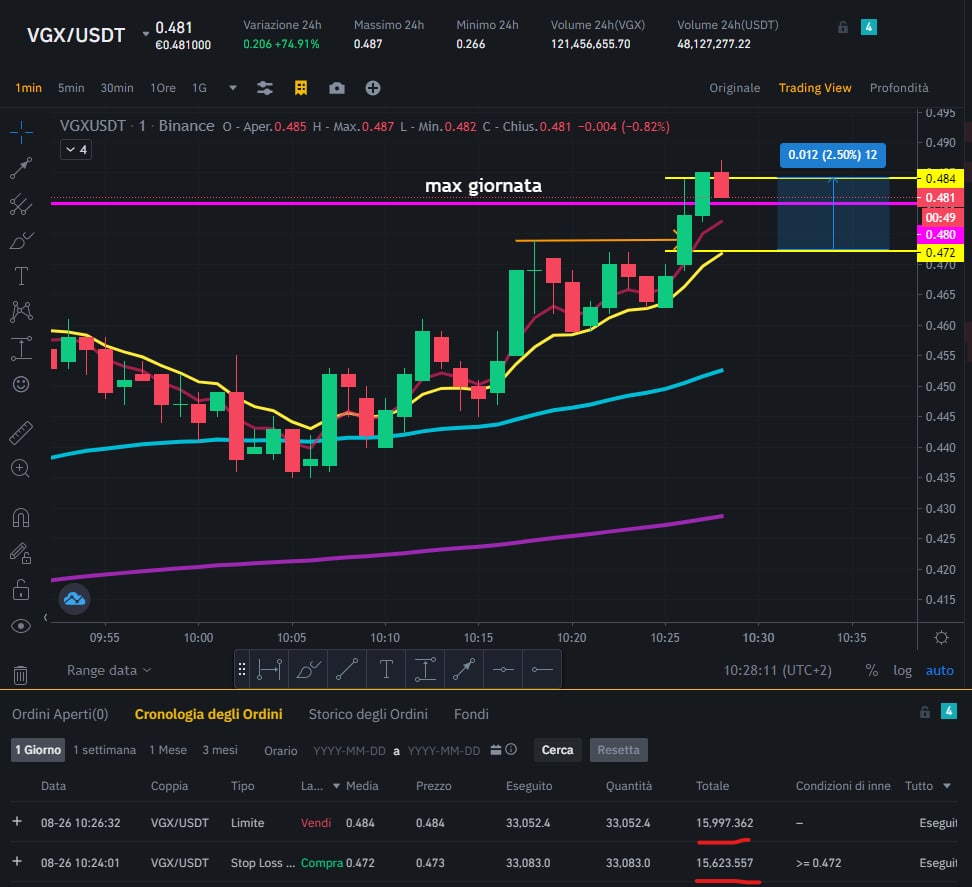 VGX/USDT 0.481 €0.481000 Variazione 24h 0.206 +74.91% Massimo 24h 0.487 Minimo 24h 0.266 Volume 24h(VGX) 121,456,655.70 Volume 24h(USDT) 48,127,277.22 4
1min 5min 30min 1Ore 1G Originale Trading View Profondità
VGXUSDT · 1 · Binance O - Aper.0.485 H - Max.0.487 L - Min.0.482 C - Chius.0.481 −0.004 (−0.82%)
4
0.495
0.490
0.012 (2.50%) 12
max giornata
0.484
0.481
00:49
0.480
0.472
0.470
0.465
0.460
0.455
0.450
0.445
0.440
0.435
0.430
0.425
0.420
0.415
09:55 10:00 10:05 10:10 10:15 10:20 10:25 10:30 10:35
Range data T 10:28:11 (UTC+2) % log auto
Ordini Aperti(0) Cronologia degli Ordini Storico degli Ordini Fondi 4
1 Giorno 1 settimana 1 Mese 3 mesi Orario YYYY-MM-DD a YYYY-MM-DD Cerca Resetta
Data Coppia Tipo La... Media Prezzo Eseguito Quantità Totale Condizioni di inne Tutto
+ 08-26 10:26:32 VGX/USDT Limite Vendi 0.484 0.484 33,052.4 33,052.4 15,997.362 – Eseguit
+ 08-26 10:24:01 VGX/USDT Stop Loss ... Compra 0.472 0.473 33,083.0 33,083.0 15,623.557 >= 0.472 Eseguit